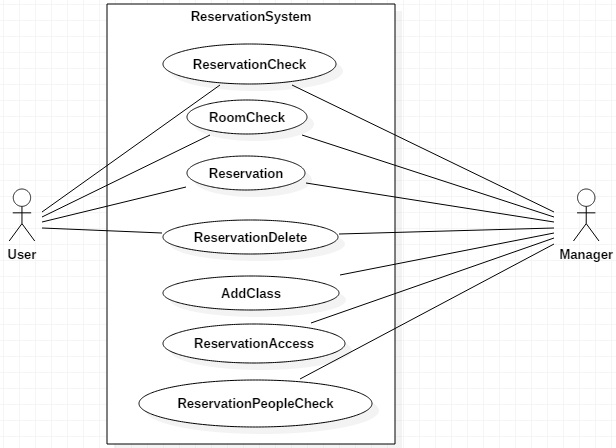 ReservationSystem
ReservationCheck
RoomCheck
Reservation
ReservationDelete
User
Manager
AddClass
ReservationAccess
ReservationPeopleCheck